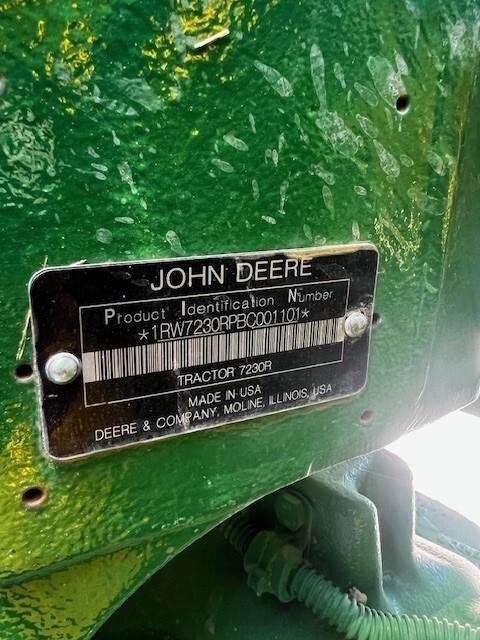 JOHN DEERE
Product Identification Number
*1RW7230RPBC001101*
TRACTOR 7230R
MADE IN USA
DEERE & COMPANY, MOLINE, ILLINOIS, USA